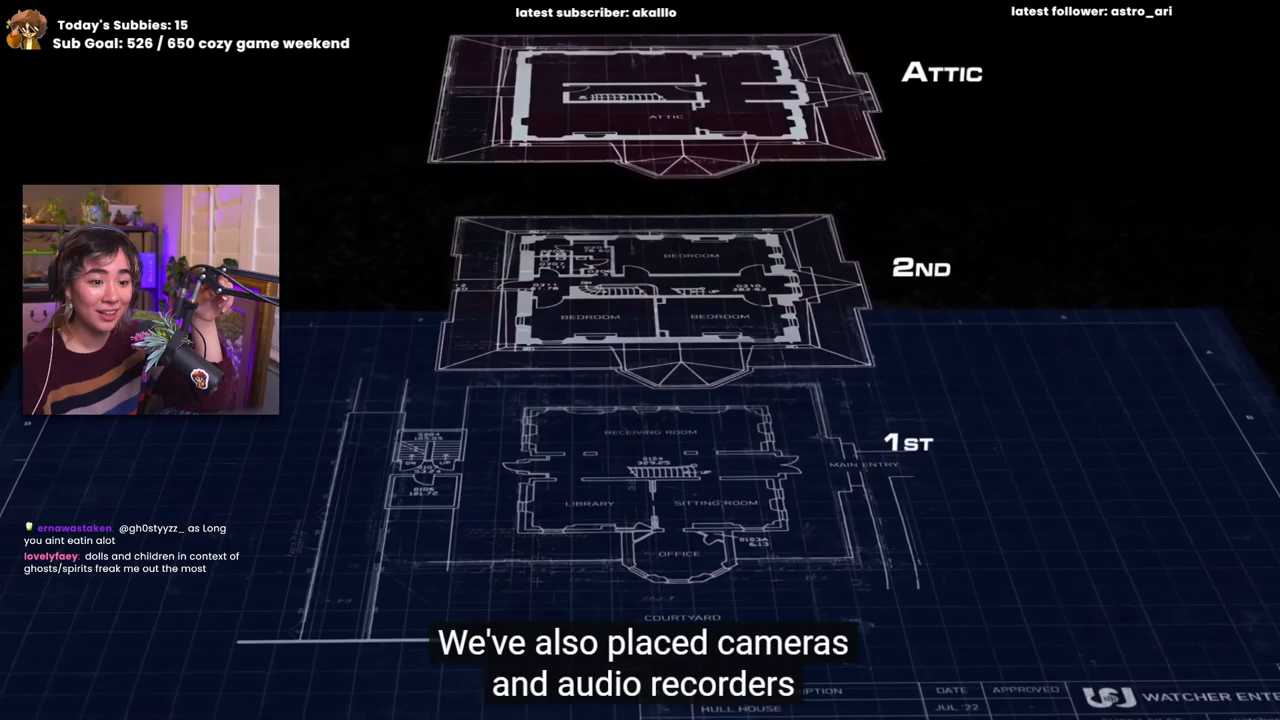 Today's Subbies: 15
Sub Goal: 526 / 650 cozy game weekend
latest subscriber: akalllo
latest follower: astro_ari
ATTIC
ATTIC
2ND
BEDROOM
BEDROOM
BEDROOM
UP
1ST
RECEIVING ROOM
MAIN ENTRY
UP
LIBRARY
SITTING ROOM
OFFICE
COURTYARD
ernawastaken: @gh0styyzz_ as Long
you aint eatin alot
lovelyfaey: dolls and children in context of
ghosts/spirits freak me out the most
We've also placed cameras
and audio recorders
DATE
APPROVED
HULL HOUSE
JUL '22
WATCHER ENTE